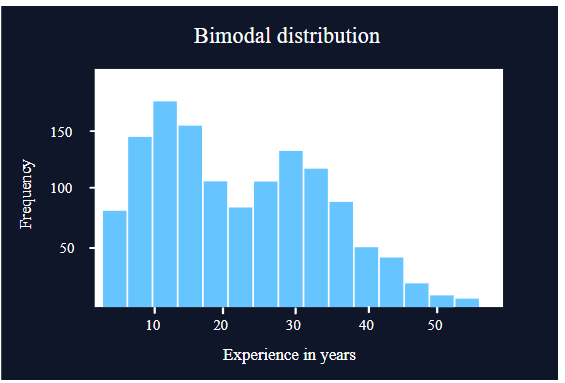 Bimodal distribution
Frequency
150
100
50
10 20 30 40 50
Experience in years